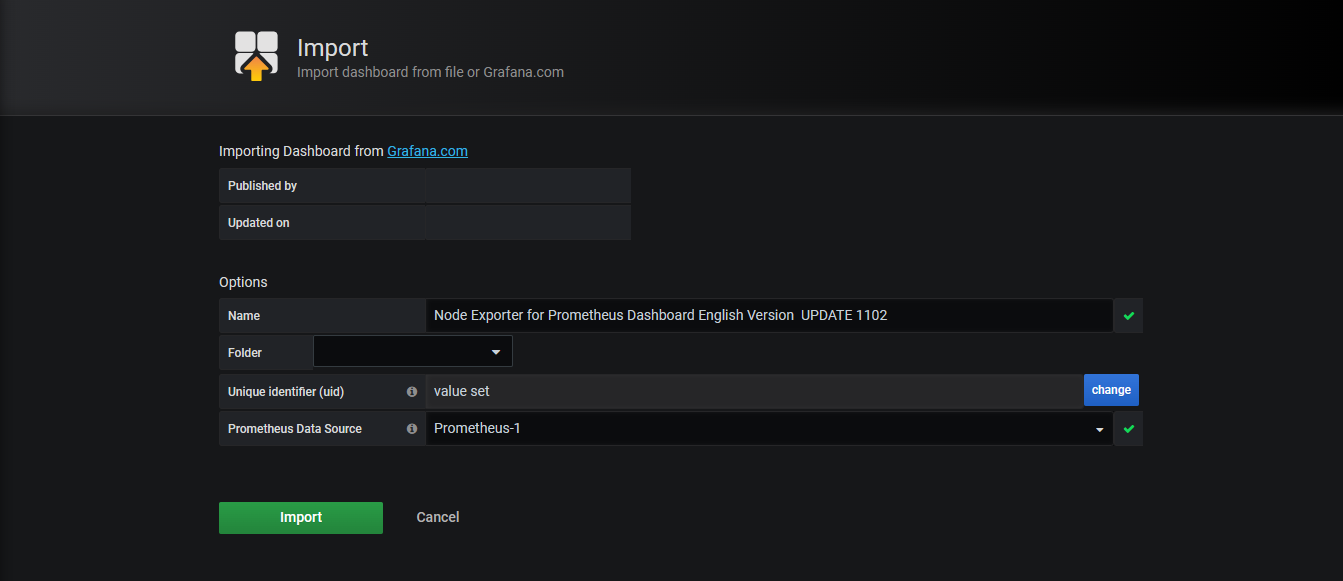 Import
Import dashboard from file or Grafana.com
Importing Dashboard from Grafana.com
Published by
Updated on
Options
Name Node Exporter for Prometheus Dashboard English Version  UPDATE 1102
Folder
Unique identifier (uid) value set change
Prometheus Data Source Prometheus-1
Import Cancel